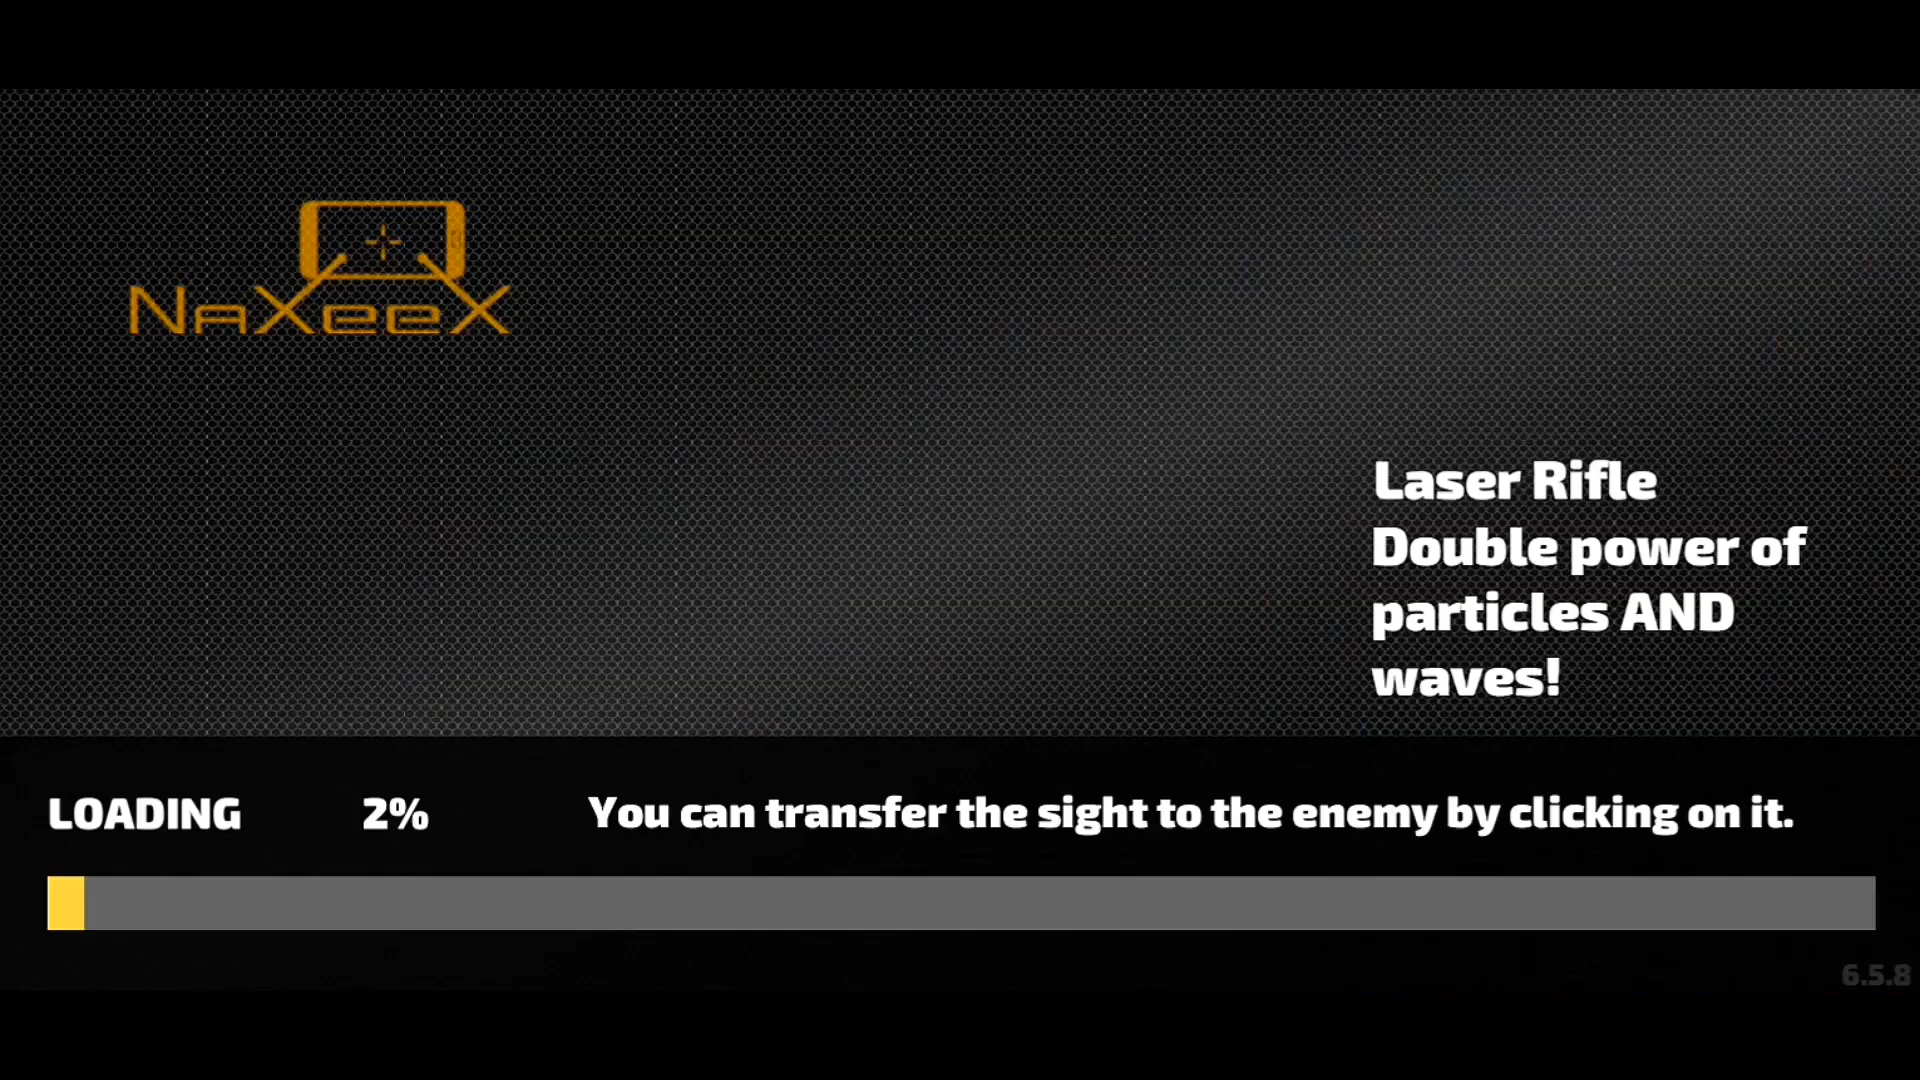 NaXeeX
Laser Rifle
Double power of
particles AND
waves!
LOADING 2% You can transfer the sight to the enemy by clicking on it.
6.5.8